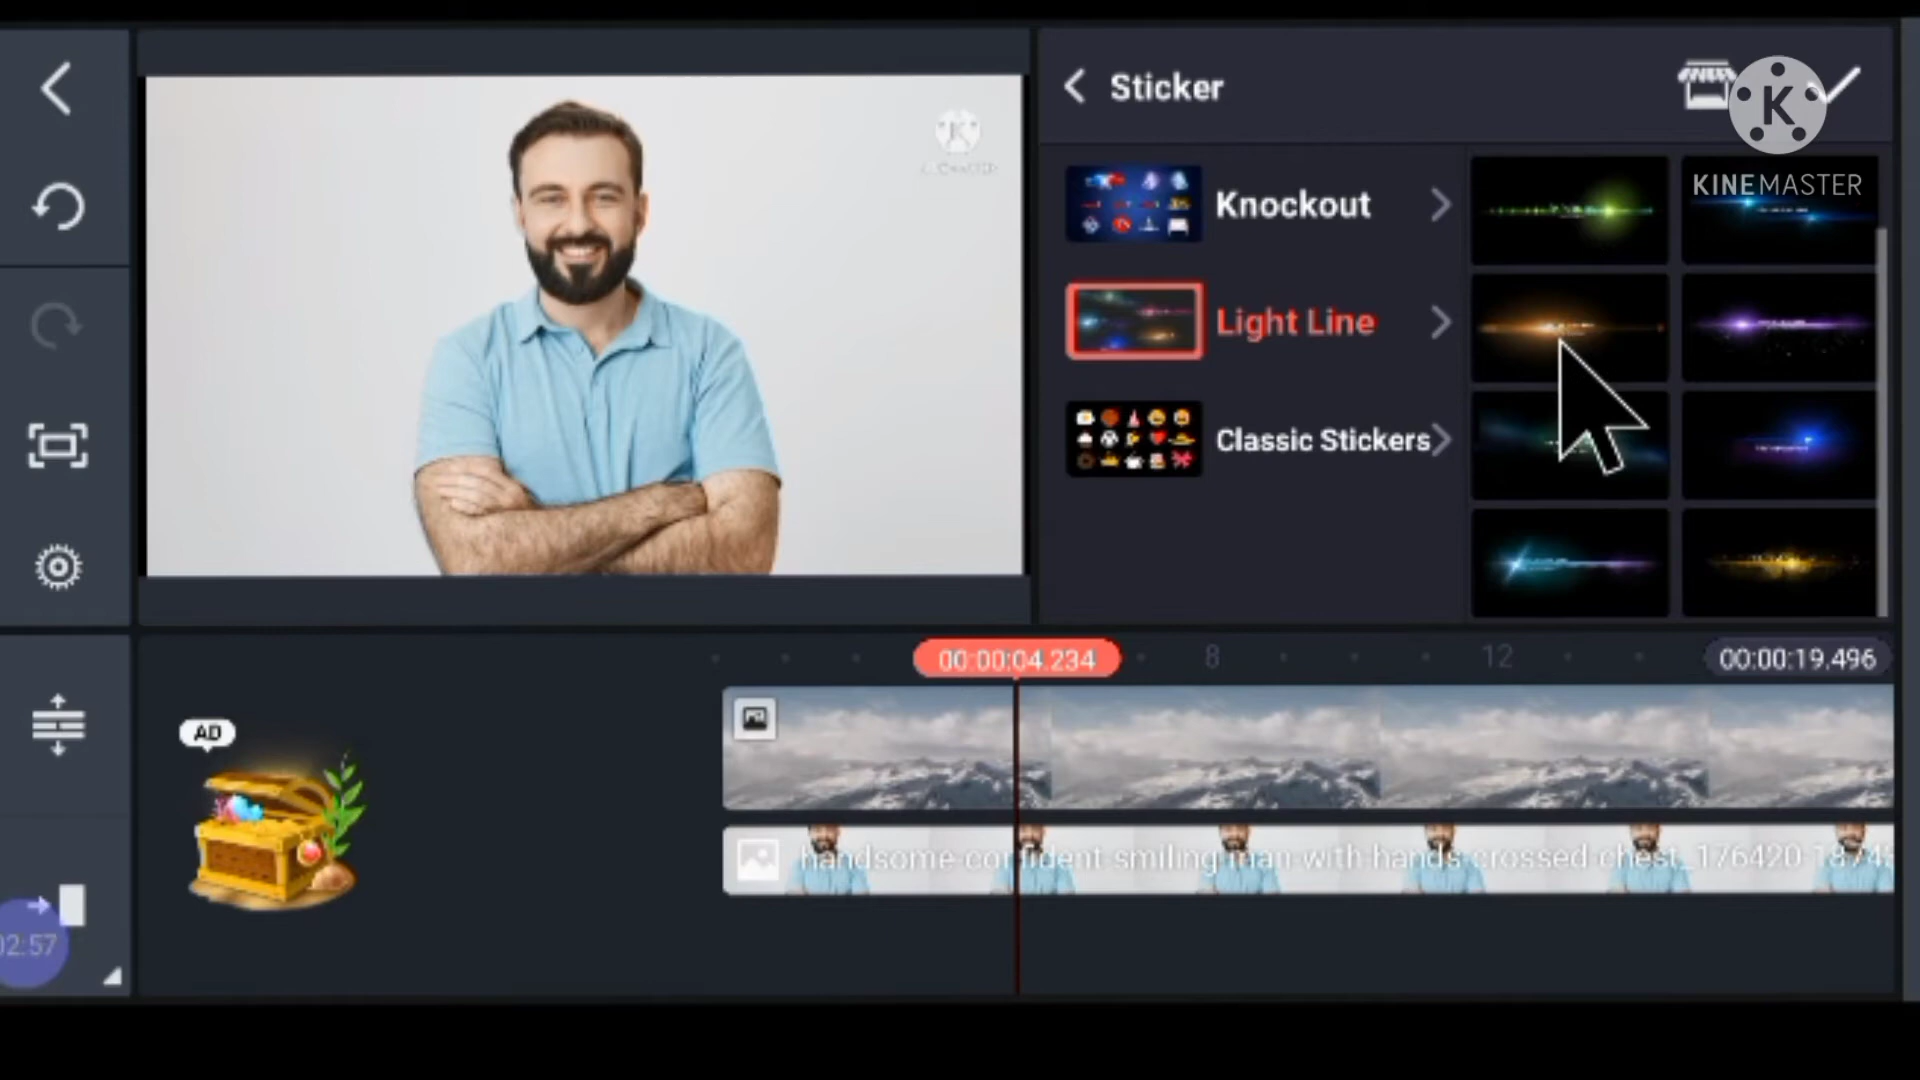 Sticker
K
KINEMASTER
Knockout
Light Line
Classic Stickers
00:00:04.234
8
12
00:00:19.496
AD
handsome-confident-smiling-man-with-hands-crossed-chest_176420-1874
02:57